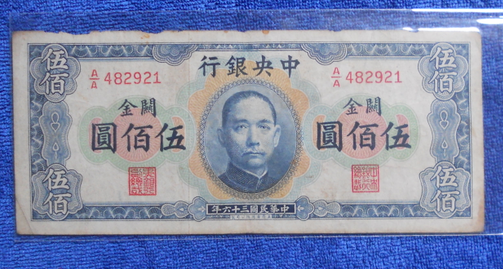 行銀央中
A/A 482921
A/A 482921
金關
金關
圓佰伍
圓佰伍
伍佰
伍佰
伍佰
伍佰
年六十三國民華中